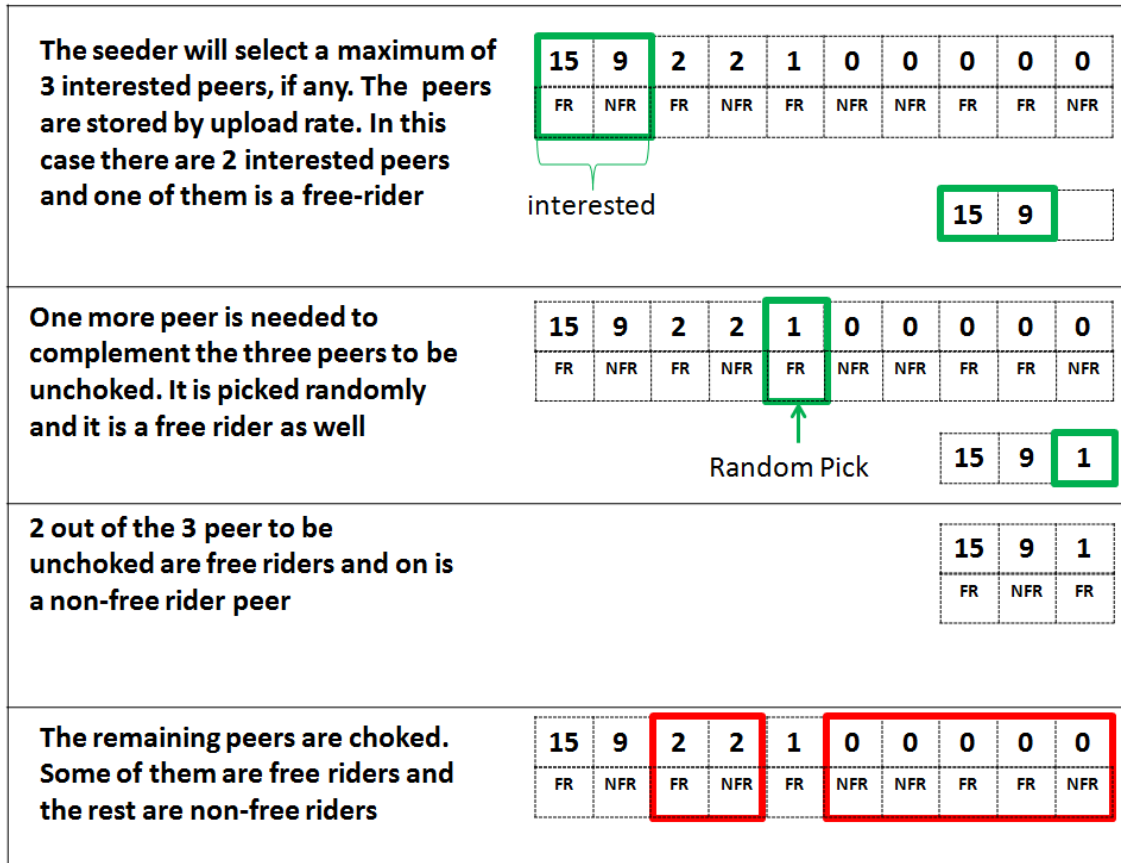 The seeder will select a maximum of
3 interested peers, if any. The  peers
are stored by upload rate. In this
case there are 2 interested peers
and one of them is a free-rider
15 9 2 2 1 0 0 0 0 0
FR NFR FR NFR FR NFR NFR FR FR NFR
interested
15 9
One more peer is needed to
complement the three peers to be
unchoked. It is picked randomly
and it is a free rider as well
15 9 2 2 1 0 0 0 0 0
FR NFR FR NFR FR NFR NFR FR FR NFR
Random Pick
15 9 1
2 out of the 3 peer to be
unchoked are free riders and on is
a non-free rider peer
15 9 1
FR NFR FR
The remaining peers are choked.
Some of them are free riders and
the rest are non-free riders
15 9 2 2 1 0 0 0 0 0
FR NFR FR NFR FR NFR NFR FR FR NFR